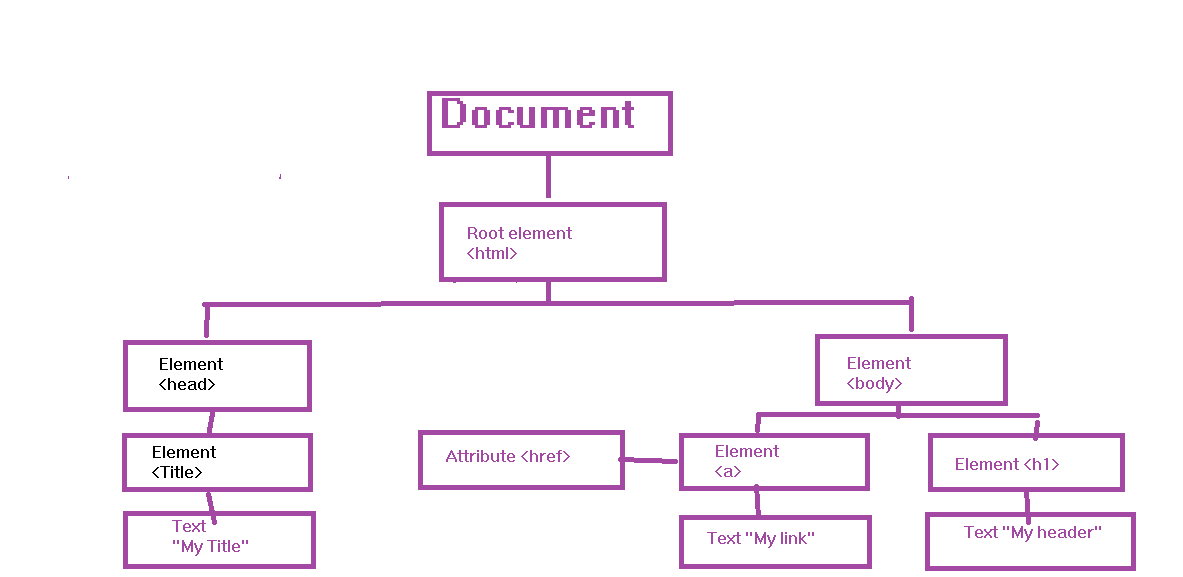 Document
Root element
<html>
Element
<head>
Element
<body>
Element
<Title>
Attribute <href>
Element
<a>
Element <h1>
Text
"My Title"
Text "My link"
Text "My header"